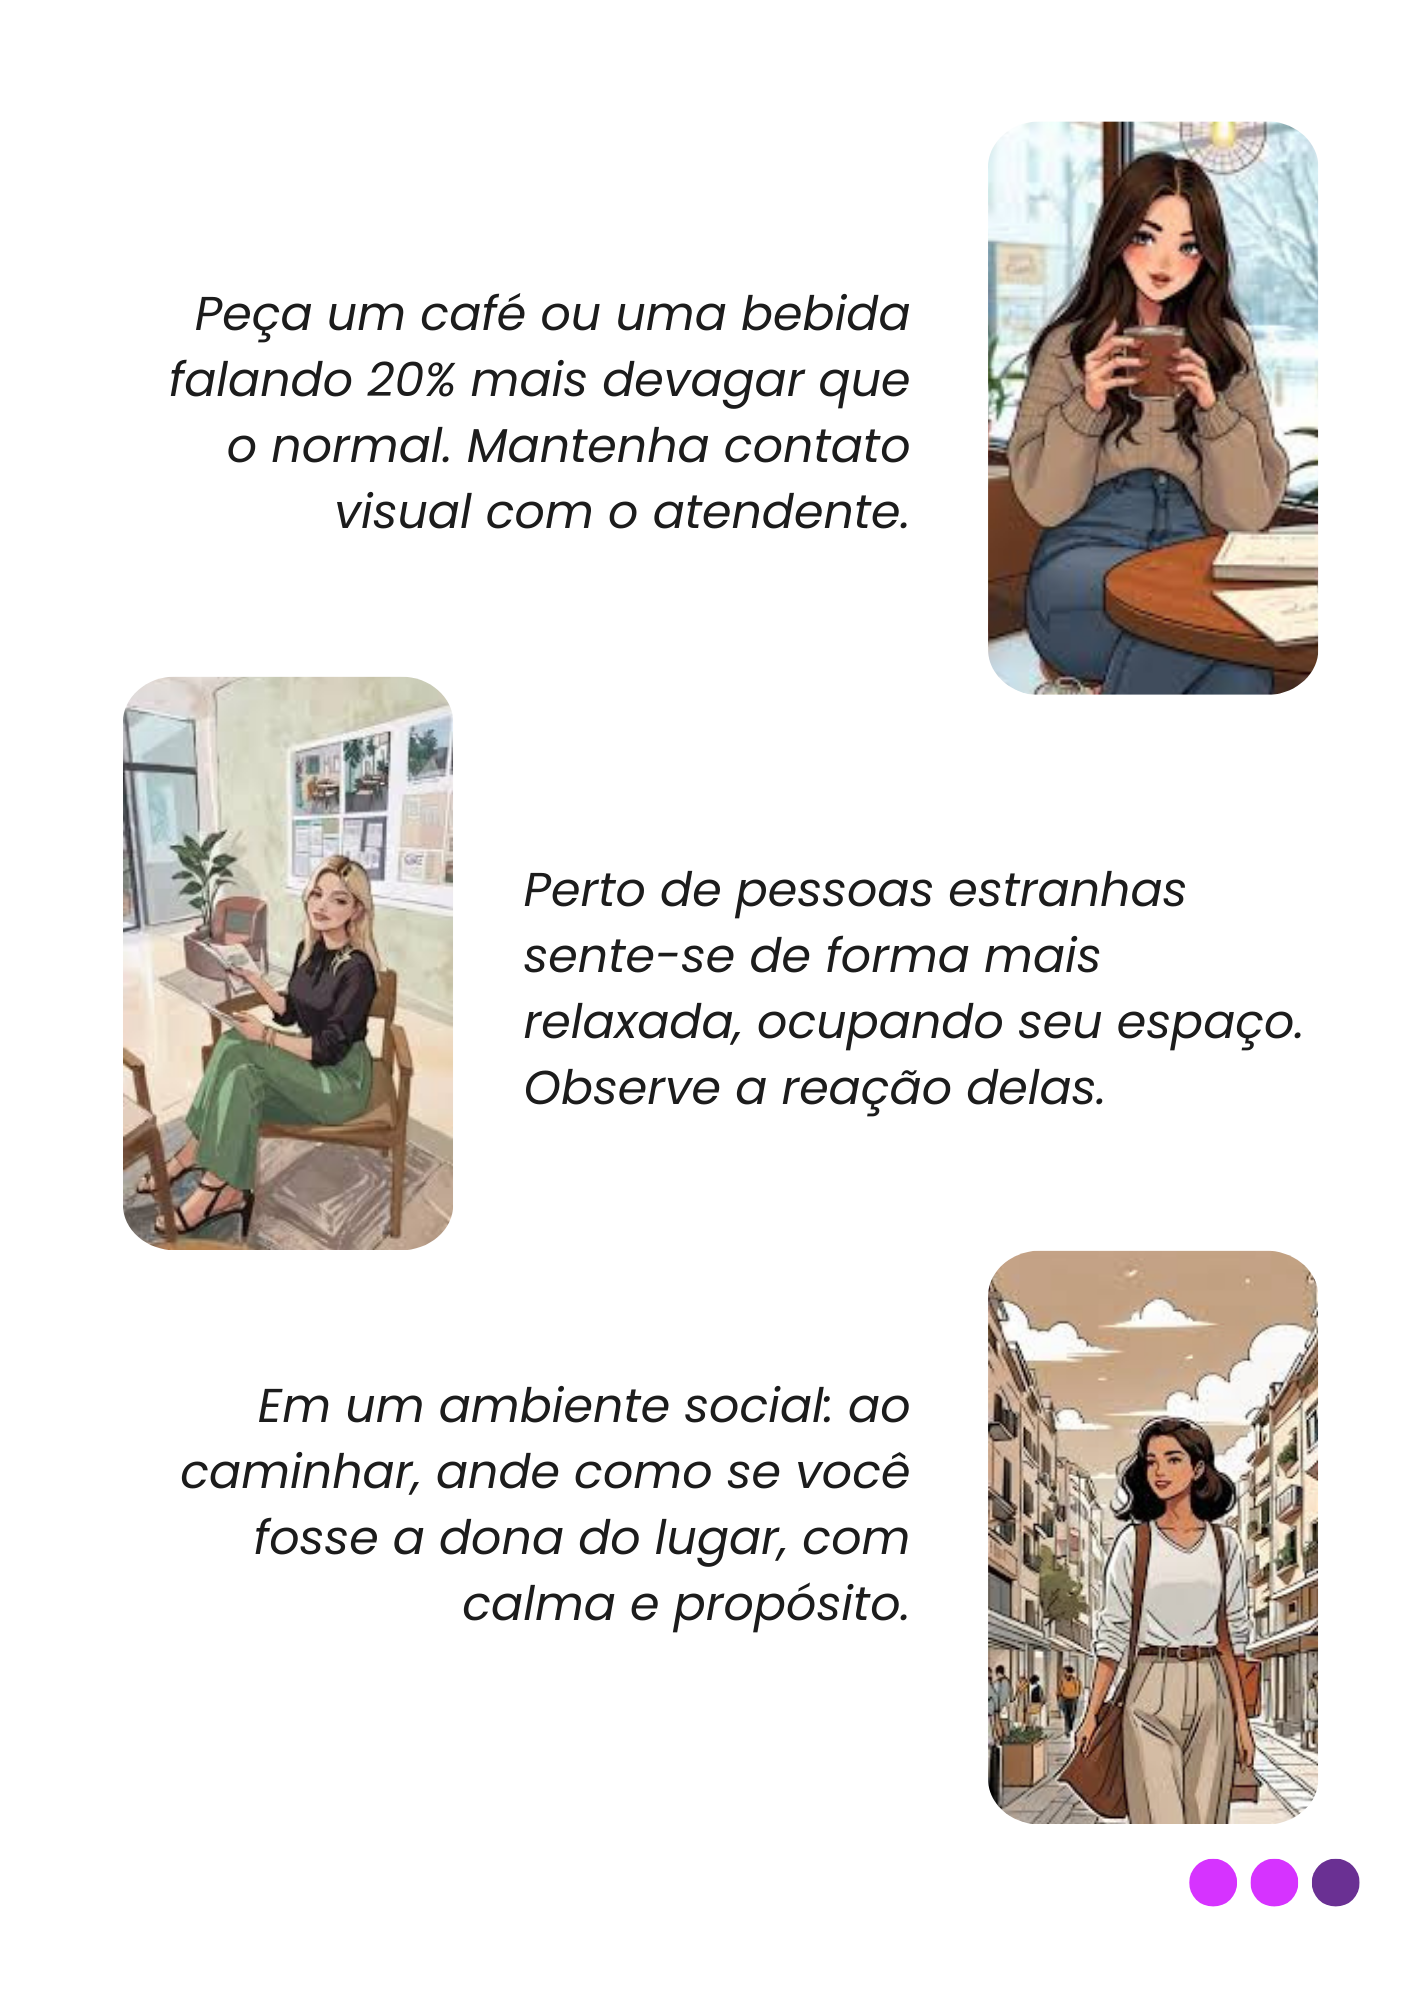 Peça um café ou uma bebida
falando 20% mais devagar que
o normal. Mantenha contato
visual com o atendente.
Perto de pessoas estranhas
sente-se de forma mais
relaxada, ocupando seu espaço.
Observe a reação delas.
Em um ambiente social: ao
caminhar, ande como se você
fosse a dona do lugar, com
calma e propósito.